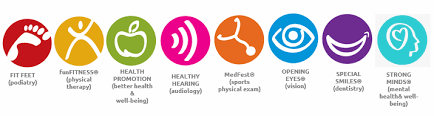 FIT FEET
(podiatry)
funFITNESS®
(physical
therapy)
HEALTH
PROMOTION
(better health
&
well-being)
HEALTHY
HEARING
(audiology)
MedFest®
(sports
physical exam)
OPENING
EYES®
(vision)
SPECIAL
SMILES®
(dentistry)
STRONG
MINDS®
(mental
health& well-
being)